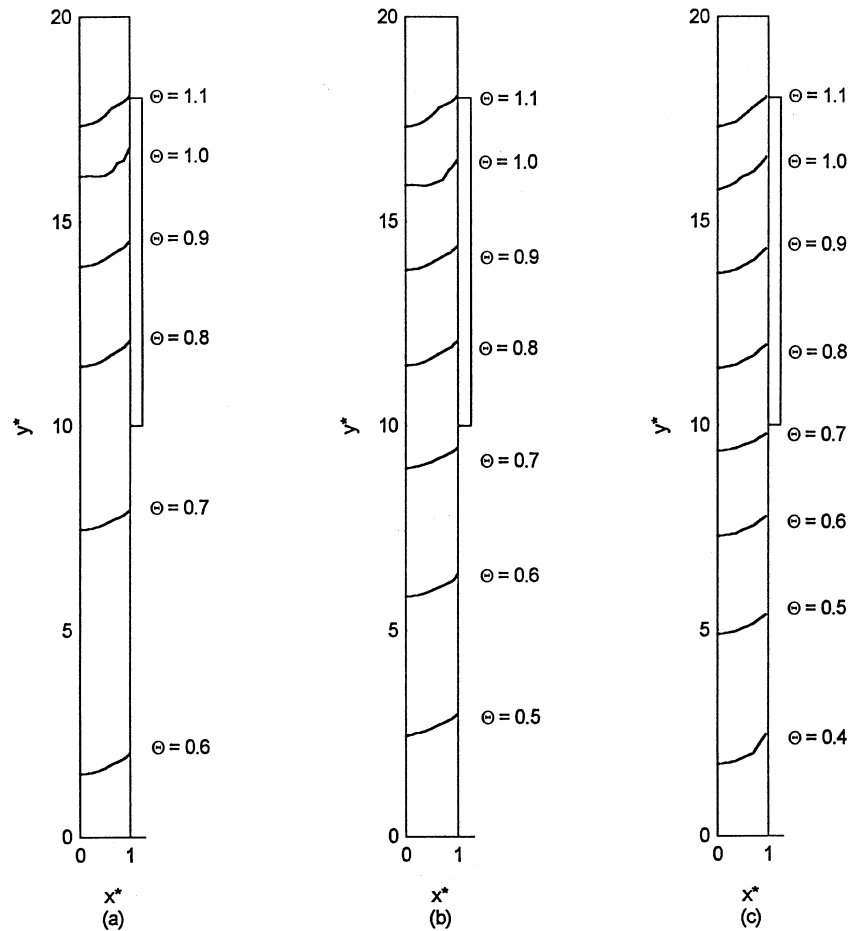 20
Θ = 1.1
Θ = 1.0
15
Θ = 0.9
Θ = 0.8
10
y*
Θ = 0.7
5
Θ = 0.6
0
0 1
x*
(a)
20
Θ = 1.1
Θ = 1.0
15
Θ = 0.9
Θ = 0.8
10
y*
Θ = 0.7
Θ = 0.6
5
Θ = 0.5
0
0 1
x*
(b)
20
Θ = 1.1
Θ = 1.0
15
Θ = 0.9
Θ = 0.8
10
y*
Θ = 0.7
Θ = 0.6
Θ = 0.5
5
Θ = 0.4
0
0 1
x*
(c)